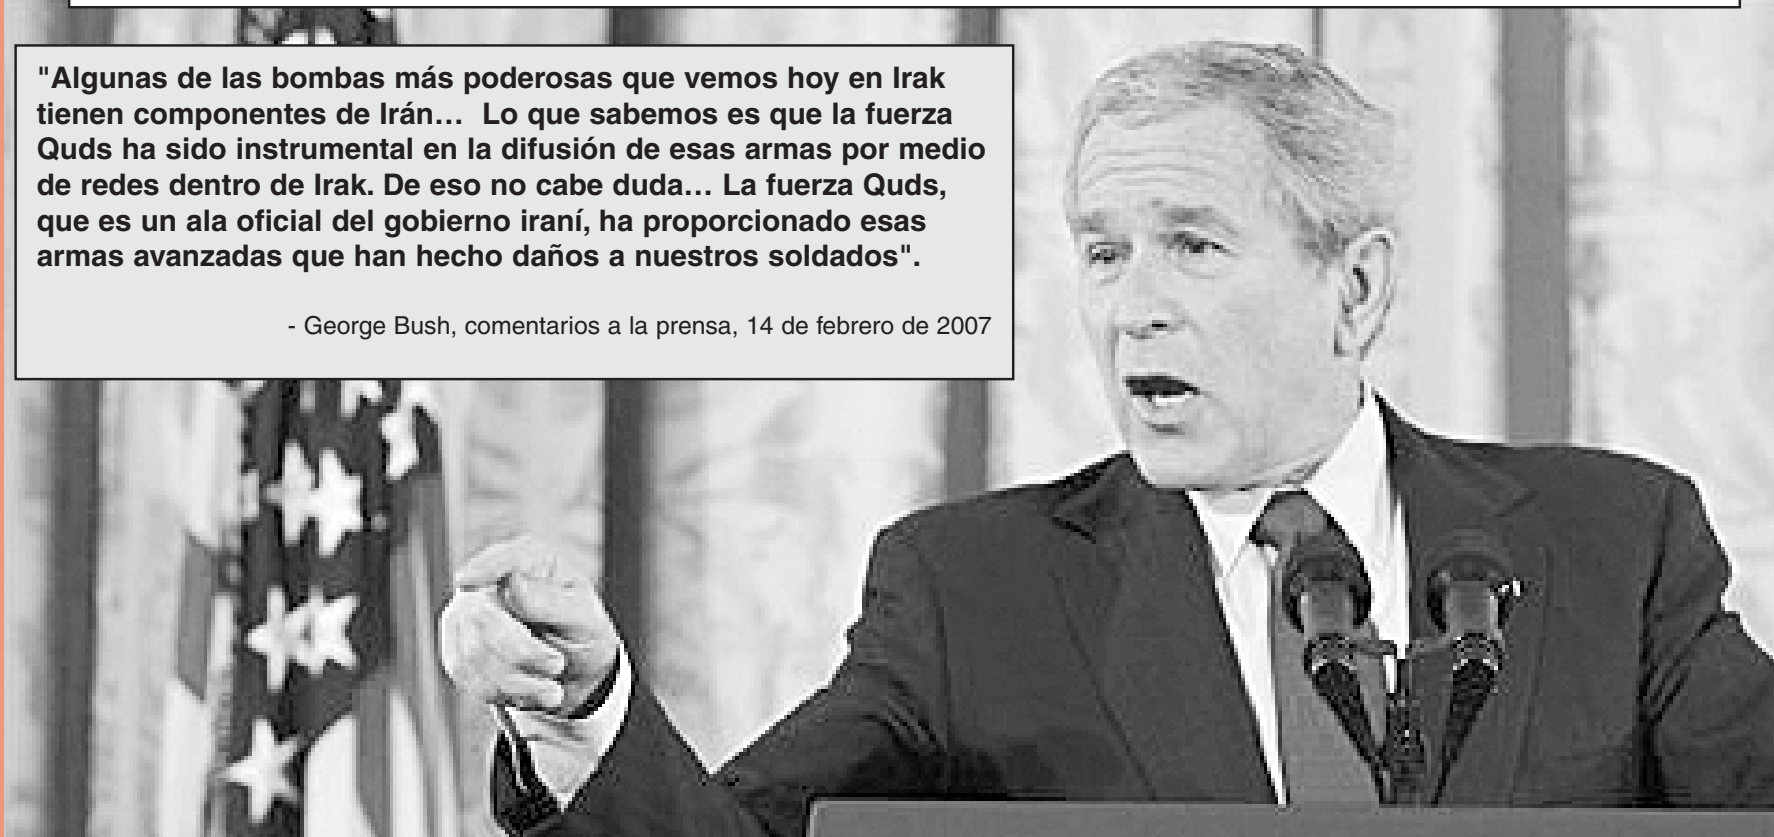 "Algunas de las bombas más poderosas que vemos hoy en Irak
tienen componentes de Irán… Lo que sabemos es que la fuerza
Quds ha sido instrumental en la difusión de esas armas por medio
de redes dentro de Irak. De eso no cabe duda… La fuerza Quds,
que es un ala oficial del gobierno iraní, ha proporcionado esas
armas avanzadas que han hecho daños a nuestros soldados".
- George Bush, comentarios a la prensa, 14 de febrero de 2007